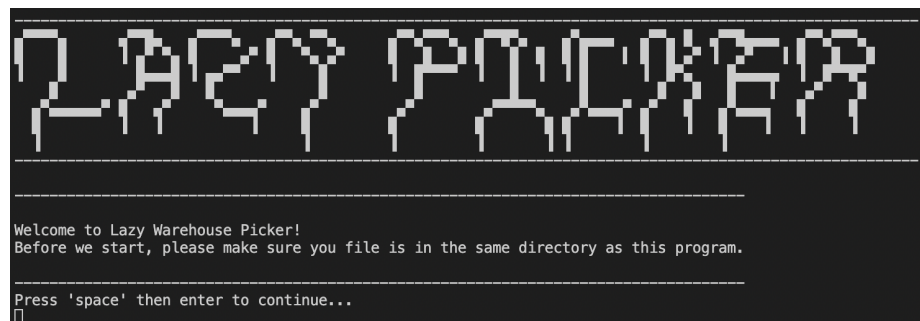 LAZY PICKER
Welcome to Lazy Warehouse Picker!
Before we start, please make sure you file is in the same directory as this program.
Press 'space' then enter to continue...